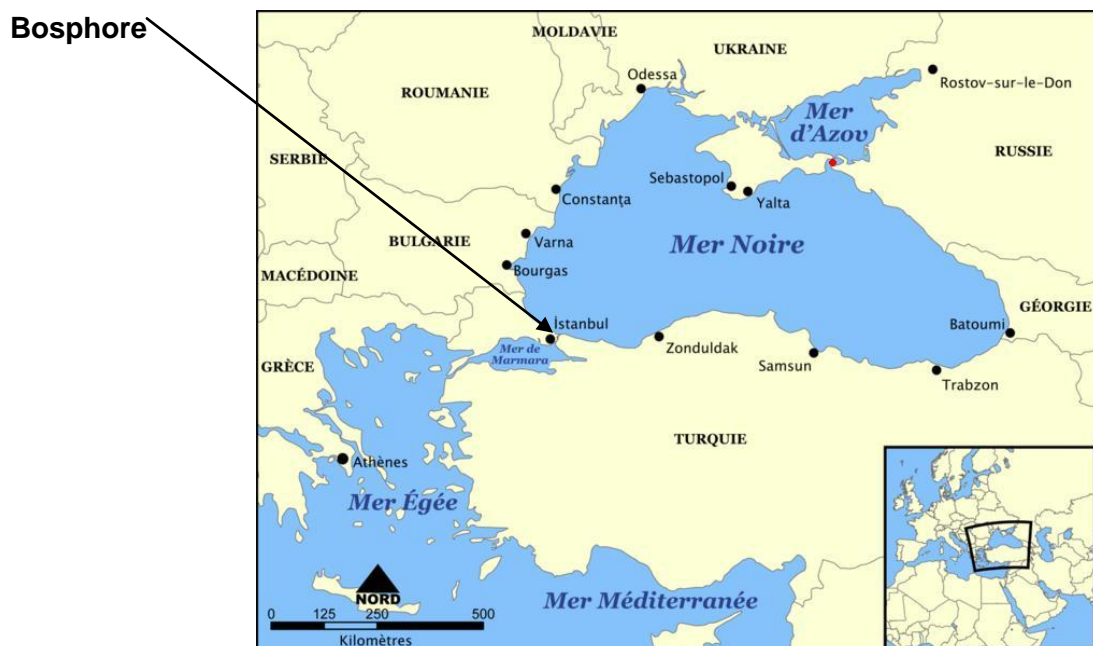 Bosphore
MOLDAVIE
UKRAINE
Odessa
Rostov-sur-le-Don
ROUMANIE
Mer
d'Azov
RUSSIE
SERBIE
Sebastopol
Yalta
Constanţa
Varna
BULGARIE
Mer Noire
Bourgas
MACÉDOINE
GÉORGIE
İstanbul
Batoumi
Mer de
Marmara
Zonduldak
Samsun
GRÈCE
Trabzon
TURQUIE
Athènes
Mer Égée
NORD
Mer Méditerranée
0 125 250 500
Kilomètres